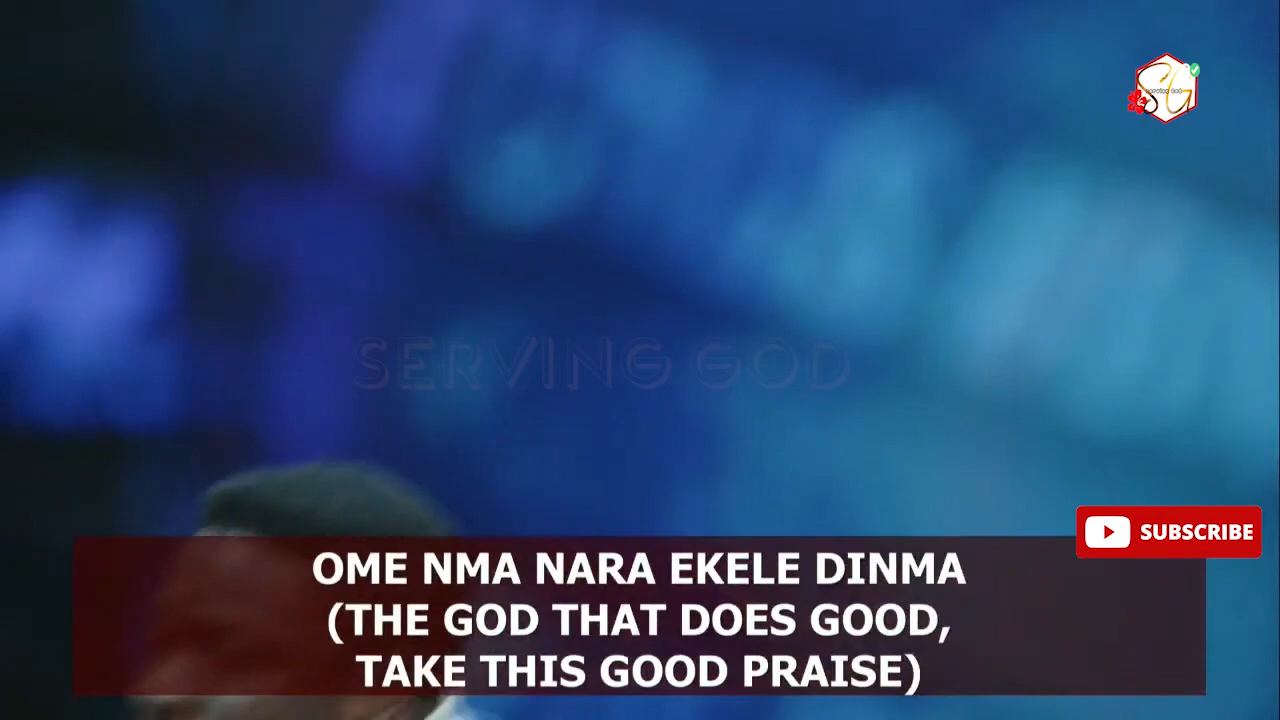 SERVING GOD
OME NMA NARA EKELE DINMA
(THE GOD THAT DOES GOOD,
TAKE THIS GOOD PRAISE)
SUBSCRIBE